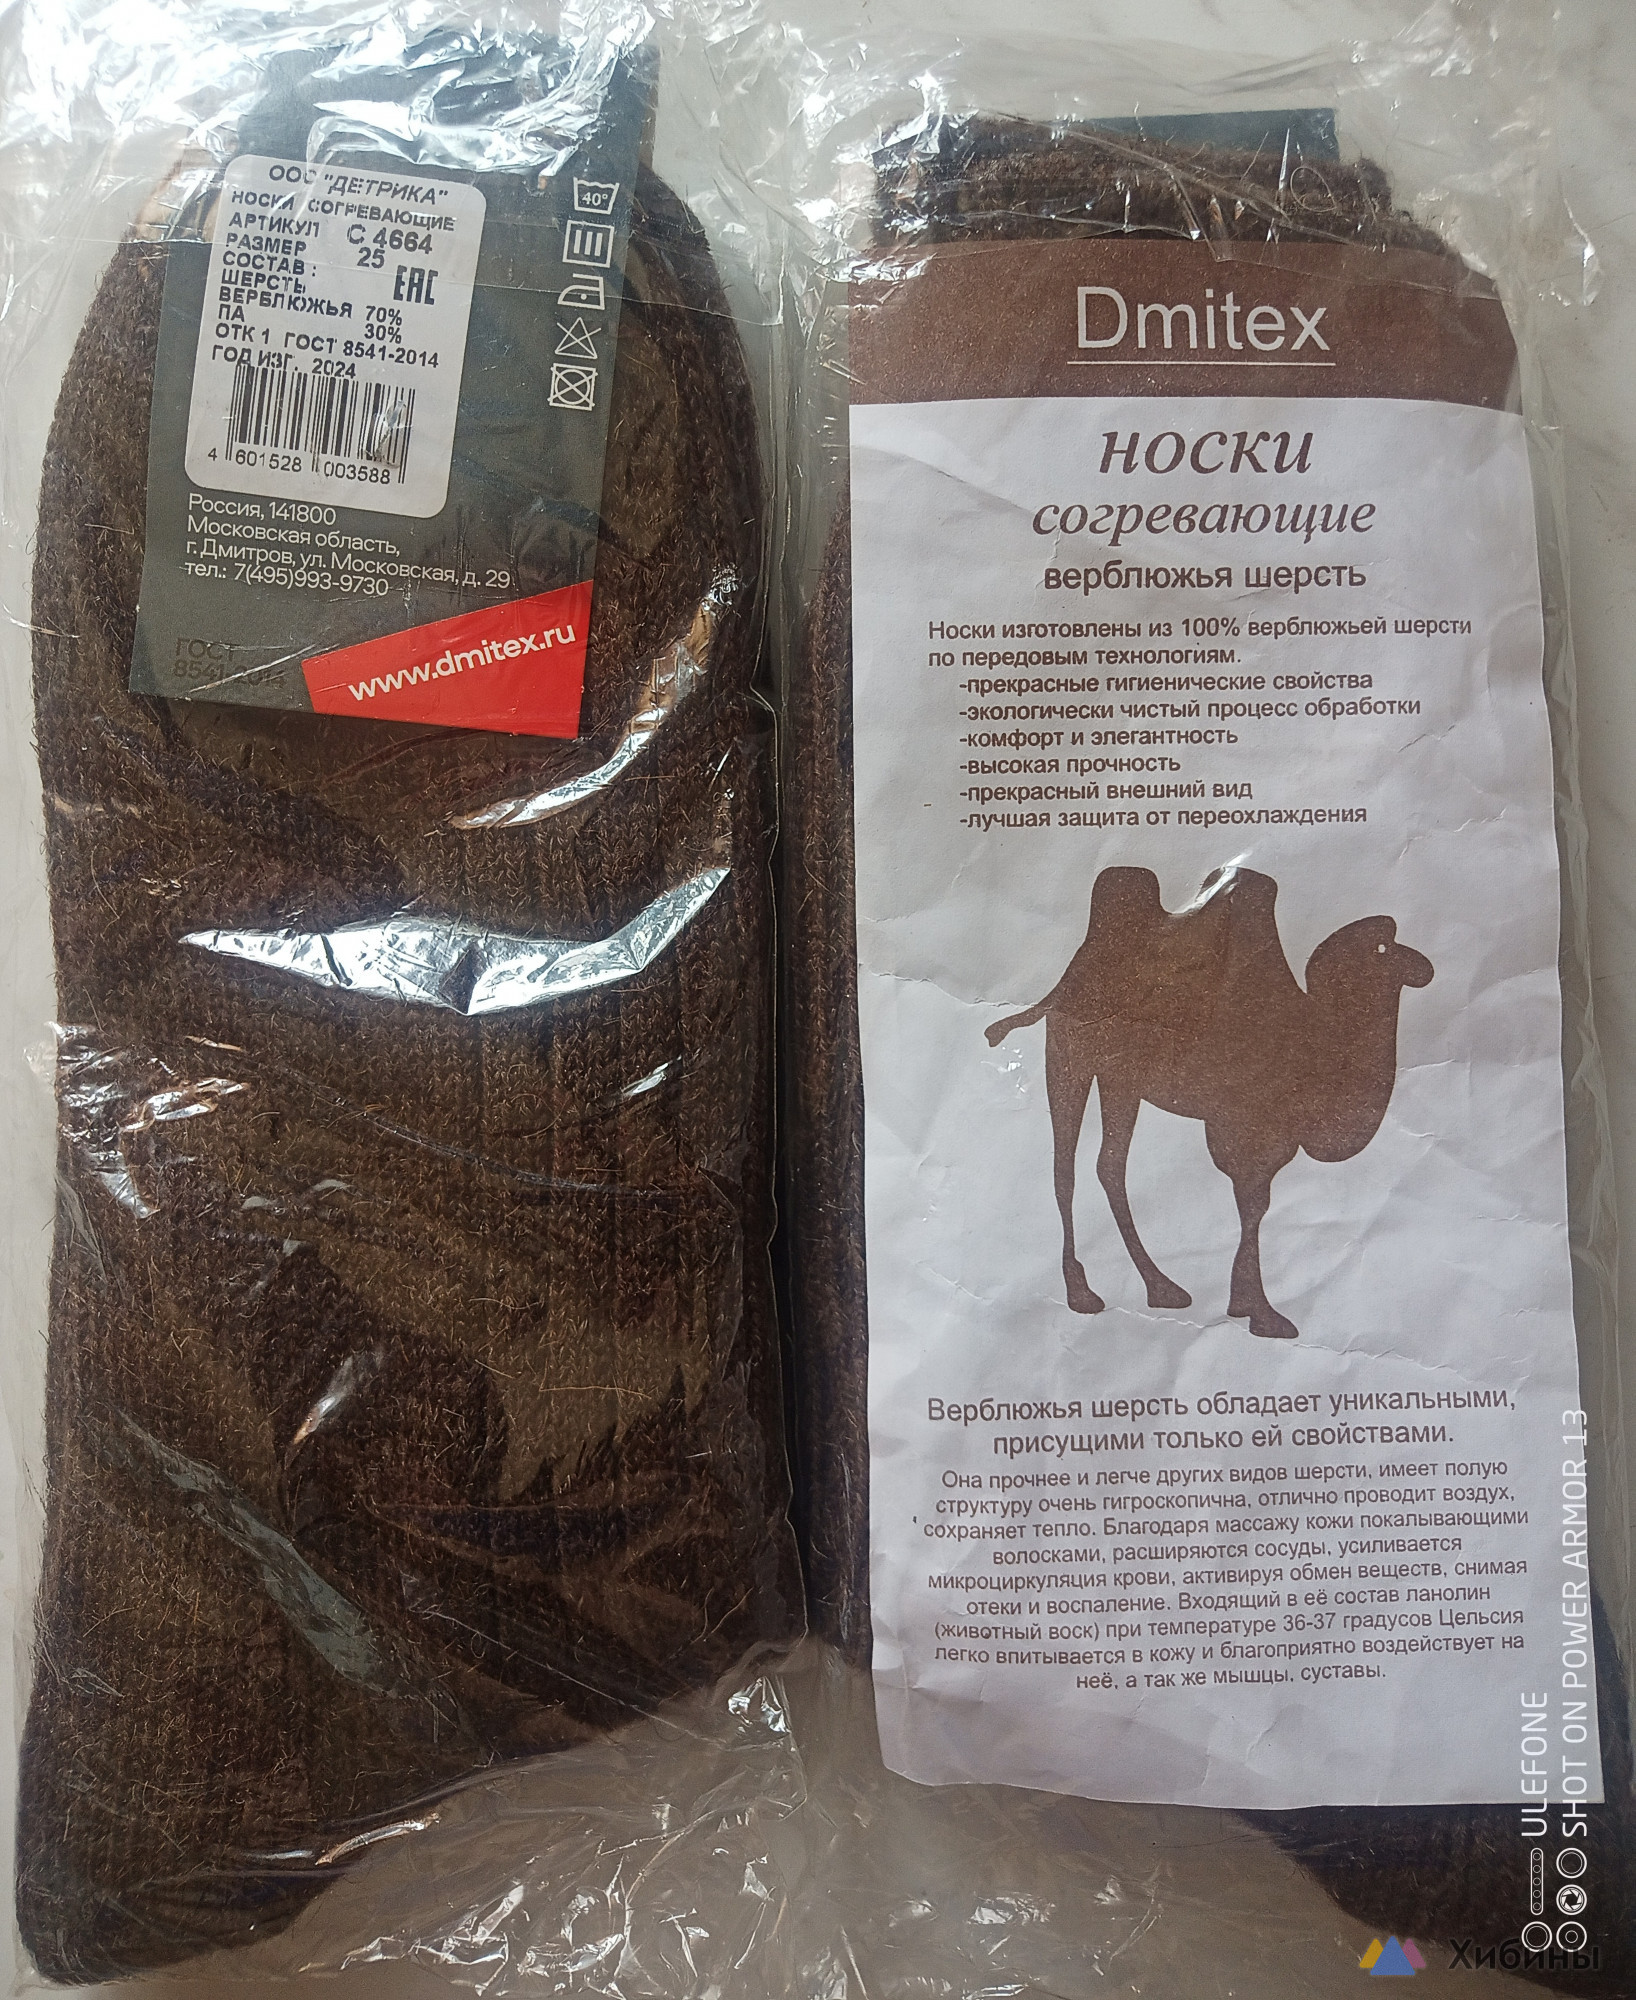 ООО "ДЕТРИКА"
НОСКИ СОГРЕВАЮЩИЕ
АРТИКУЛ С 4664
РАЗМЕР 25
СОСТАВ :
ШЕРСТЬ
ВЕРБЛЮЖЬЯ 70%
ПА 30%
ОТК 1 ГОСТ 8541-2014
ГОД ИЗГ. 2024
EAC
4 601528 003588
40°
Россия, 141800
Московская область,
г. Дмитров, ул. Московская, д. 29
тел.: 7(495)993-9730
ГОСТ
8541-2014
www.dmitex.ru
Dmitex
носки
согревающие
верблюжья шерсть
Носки изготовлены из 100% верблюжьей шерсти
по передовым технологиям.
-прекрасные гигиенические свойства
-экологически чистый процесс обработки
-комфорт и элегантность
-высокая прочность
-прекрасный внешний вид
-лучшая защита от переохлаждения
Верблюжья шерсть обладает уникальными,
присущими только ей свойствами.
Она прочнее и легче других видов шерсти, имеет полую
структуру очень гигроскопична, отлично проводит воздух,
сохраняет тепло. Благодаря массажу кожи покалывающими
волосками, расширяются сосуды, усиливается
микроциркуляция крови, активируя обмен веществ, снимая
отеки и воспаление. Входящий в её состав ланолин
(животный воск) при температуре 36-37 градусов Цельсия
легко впитывается в кожу и благоприятно воздействует на
неё, а так же мышцы, суставы.
ULEFONE
SHOT ON POWER ARMOR 13
Хибины